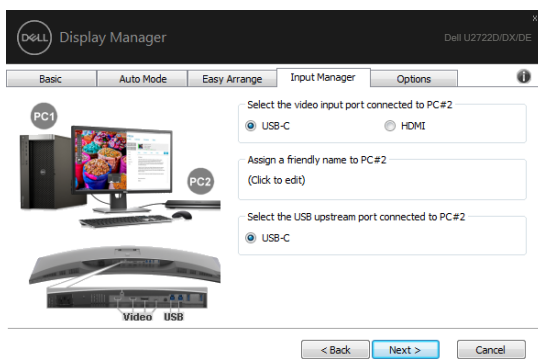 x
DELL Display Manager
Dell U2722D/DX/DE
Basic Auto Mode Easy Arrange Input Manager Options
Select the video input port connected to PC#2
USB-C HDMI
PC1
Assign a friendly name to PC#2
(Click to edit)
PC2
Select the USB upstream port connected to PC#2
USB-C
Video USB
< Back Next > Cancel